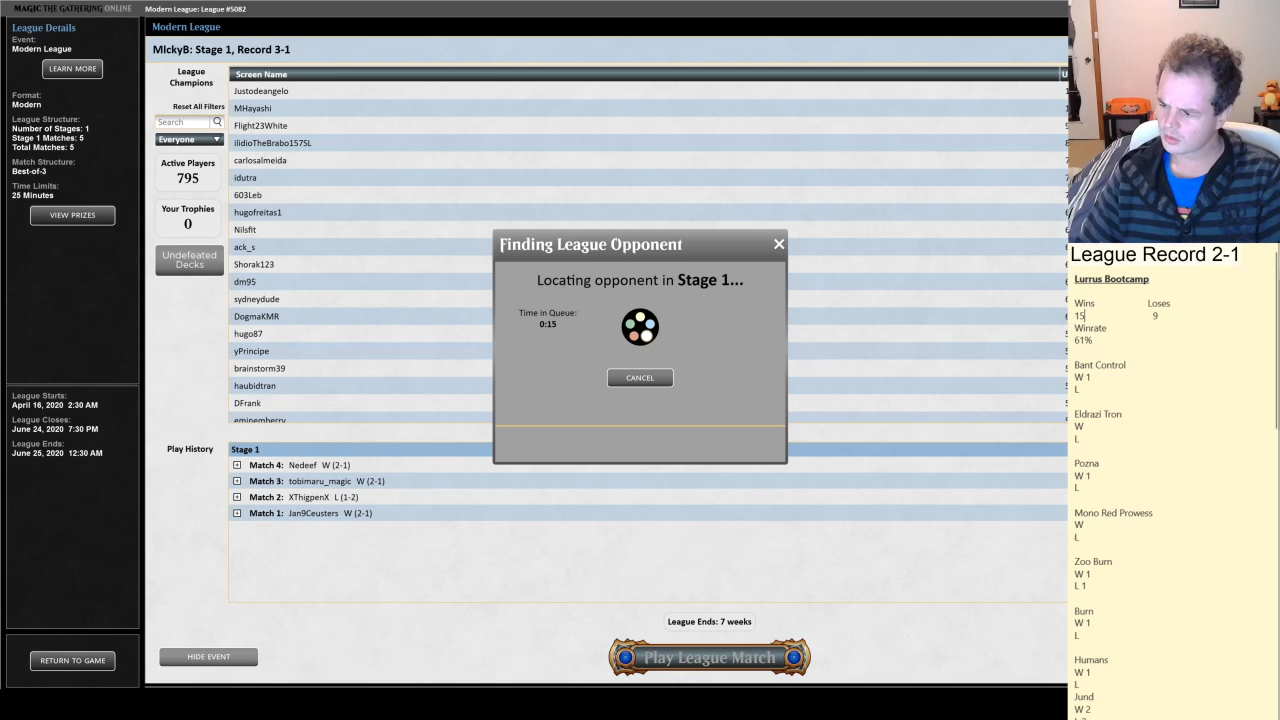 MAGIC THE GATHERING ONLINE
Modern League: League #5082
League Details
Event:
Modern League
LEARN MORE
Format:
Modern
League Structure:
Number of Stages: 1
Stage 1 Matches: 5
Total Matches: 5
Match Structure:
Best-of-3
Time Limits:
25 Minutes
VIEW PRIZES
League Starts:
April 16, 2020 2:30 AM
League Closes:
June 24, 2020 7:30 PM
League Ends:
June 25, 2020 12:30 AM
RETURN TO GAME
Modern League
MlckyB: Stage 1, Record 3-1
League
Champions
Reset All Filters
Search
Everyone
Active Players
795
Your Trophies
0
Undefeated
Decks
Screen Name
Justodeangelo
MHayashi
Flight23White
ilidioTheBrabo157SL
carlosalmeida
idutra
603Leb
hugofreitas1
Nilsfit
ack_s
Shorak123
dm95
sydneydude
DogmaKMR
hugo87
yPrincipe
brainstorm39
haubidtran
DFrank
eminemberry
Finding League Opponent
Locating opponent in Stage 1...
Time in Queue:
0:15
CANCEL
Play History
Stage 1
Match 4: Nedeef W (2-1)
Match 3: tobimaru_magic W (2-1)
Match 2: XThigpenX L (1-2)
Match 1: Jan9Ceusters W (2-1)
League Ends: 7 weeks
HIDE EVENT
Play League Match
League Record 2-1
Lurrus Bootcamp
Wins Loses
15 9
Winrate
61%
Bant Control
W 1
L
Eldrazi Tron
W
L
Pozna
W 1
L
Mono Red Prowess
W
L
Zoo Burn
W 1
L 1
Burn
W 1
L
Humans
W 1
L
Jund
W 2